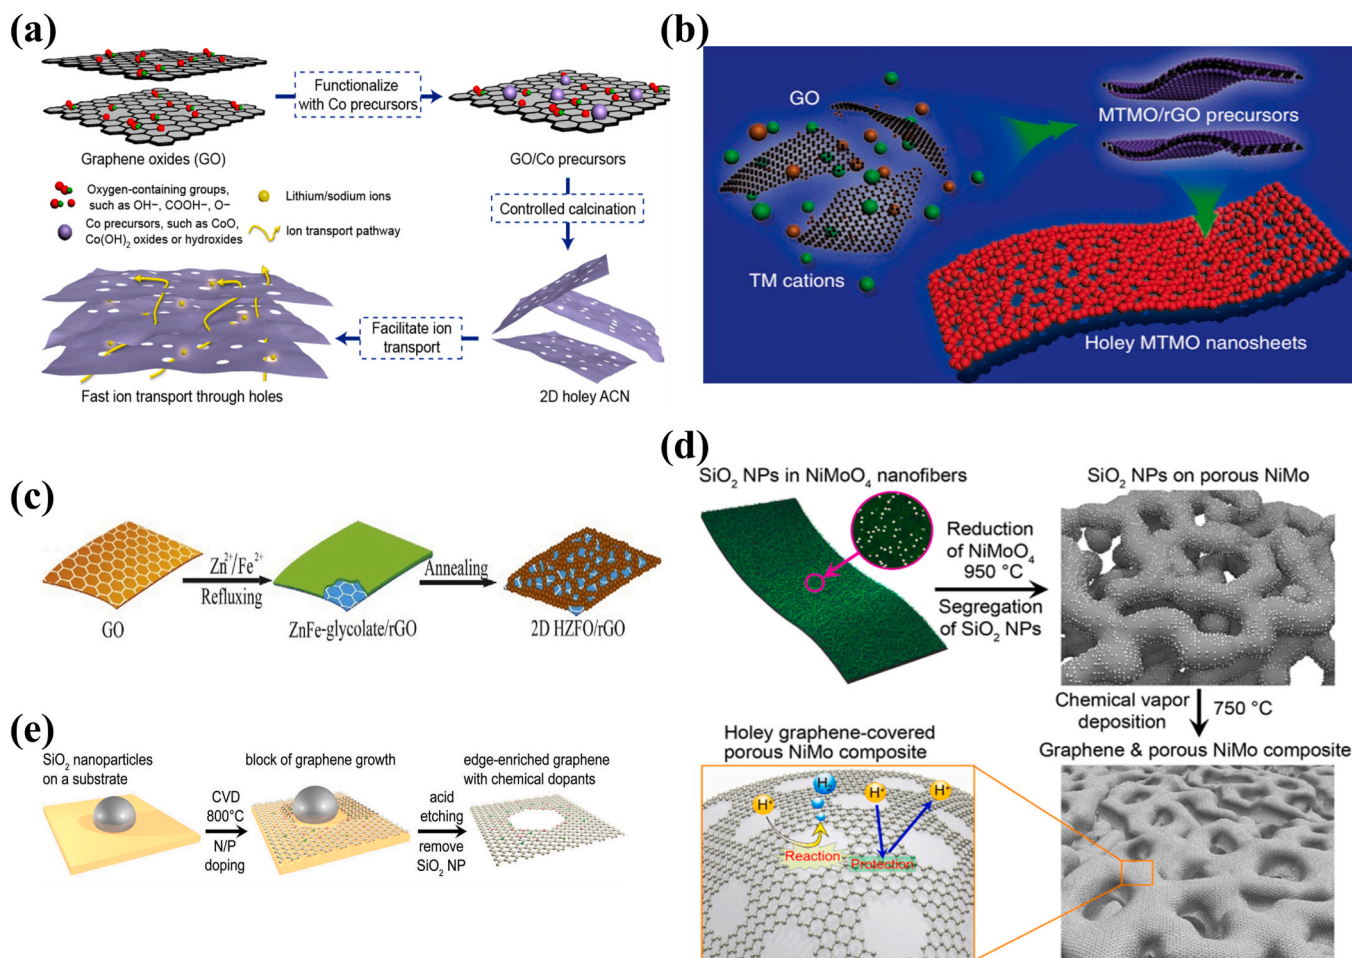 (a)
Functionalize
with Co precursors
Graphene oxides (GO)
GO/Co precursors
Oxygen-containing groups,
such as OH−, COOH−, O−
Lithium/sodium ions
Co precursors, such as CoO,
Co(OH)2 oxides or hydroxides
Ion transport pathway
Controlled calcination
Facilitate ion
transport
Fast ion transport through holes
2D holey ACN
(b)
GO
MTMO/rGO precursors
TM cations
Holey MTMO nanosheets
(c)
Zn2+/Fe2+
Refluxing
Annealing
GO
ZnFe-glycolate/rGO
2D HZFO/rGO
(d)
SiO2 NPs in NiMoO4 nanofibers
SiO2 NPs on porous NiMo
Reduction
of NiMoO4
950 °C
Segregation
of SiO2 NPs
Chemical vapor
deposition
750 °C
Holey graphene-covered
porous NiMo composite
Graphene & porous NiMo composite
H+
H2
H+
H+
Reaction
Protection
(e)
SiO2 nanoparticles
on a substrate
block of graphene growth
edge-enriched graphene
with chemical dopants
CVD
800°C
N/P
doping
acid
etching
remove
SiO2 NP